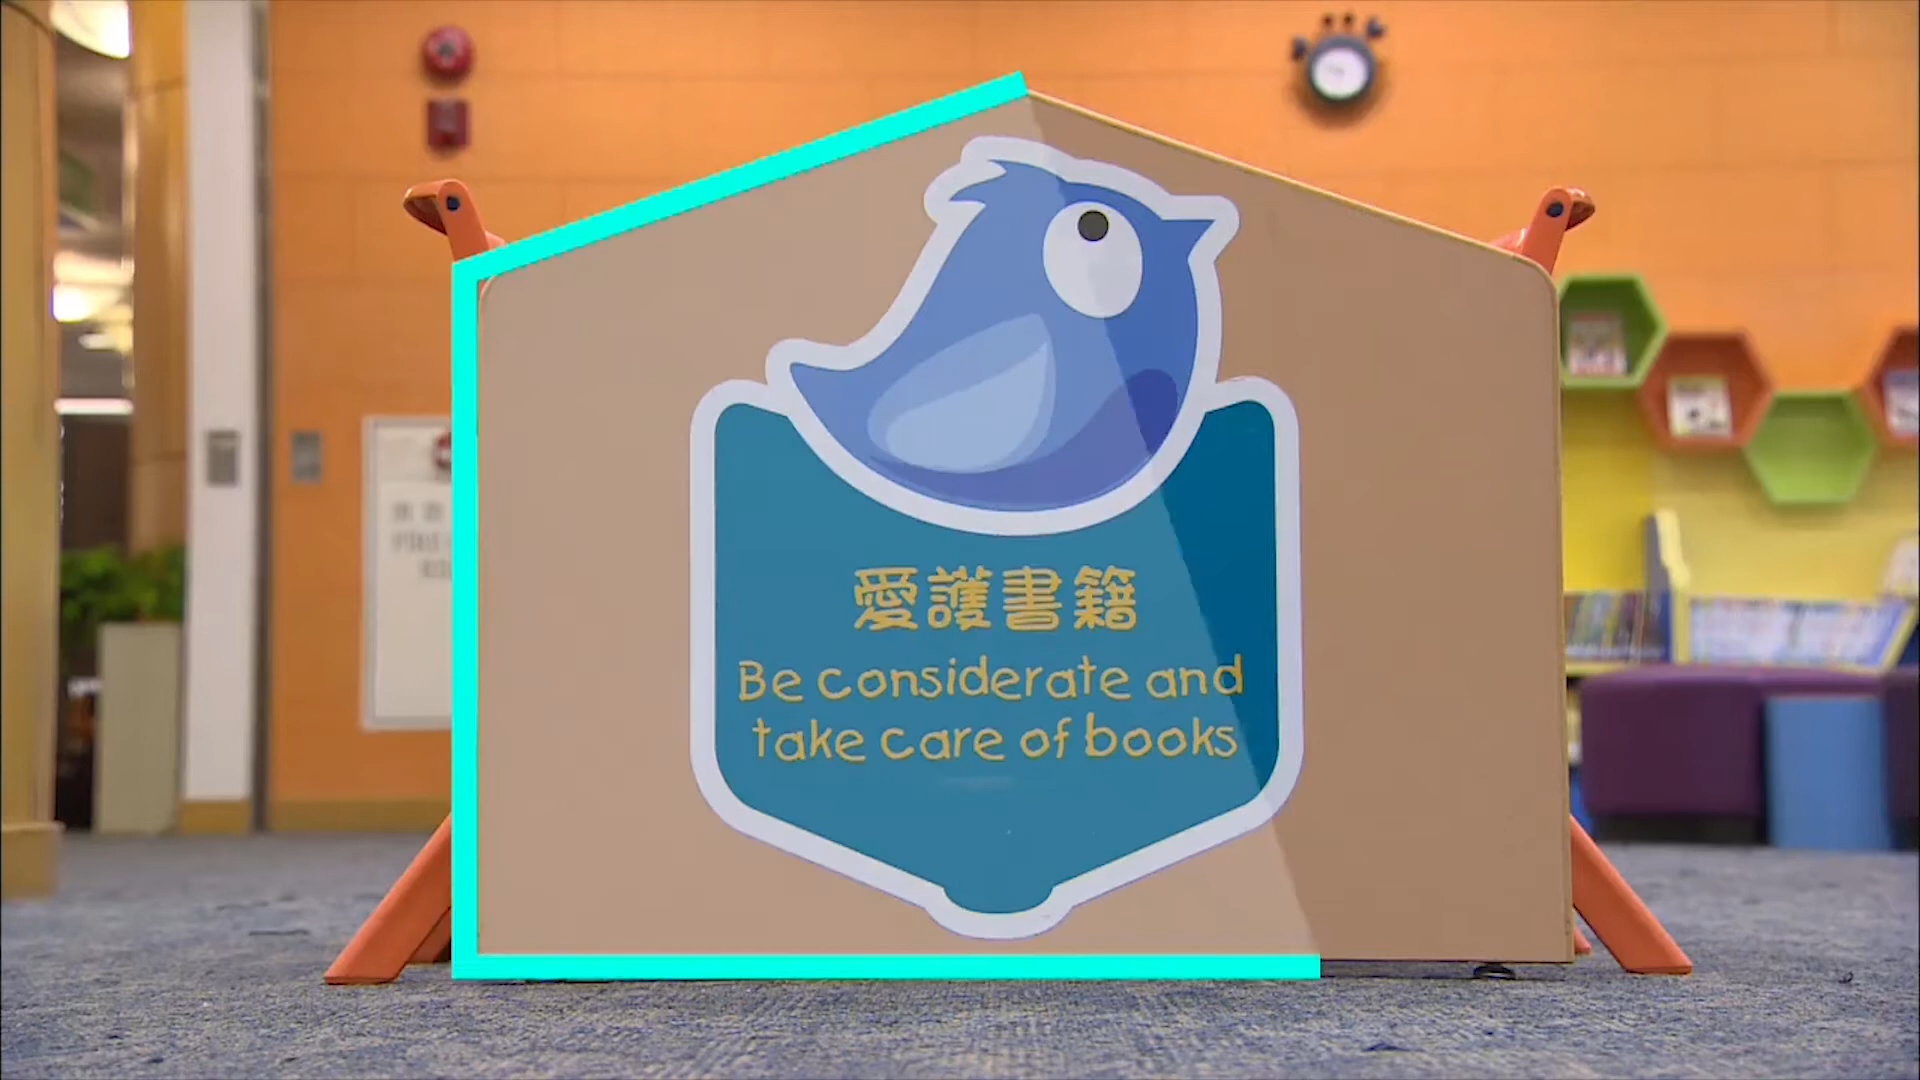 愛護書籍
Be considerate and
take care of books